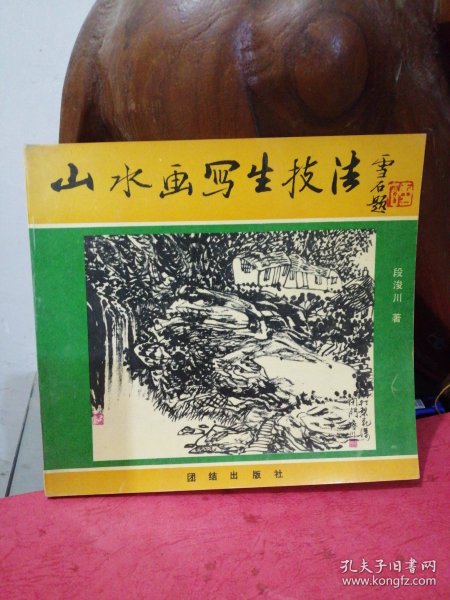 山水画写生技法
雪石题
段浚川 著
团结出版社
孔夫子旧书网
www.kongfz.com